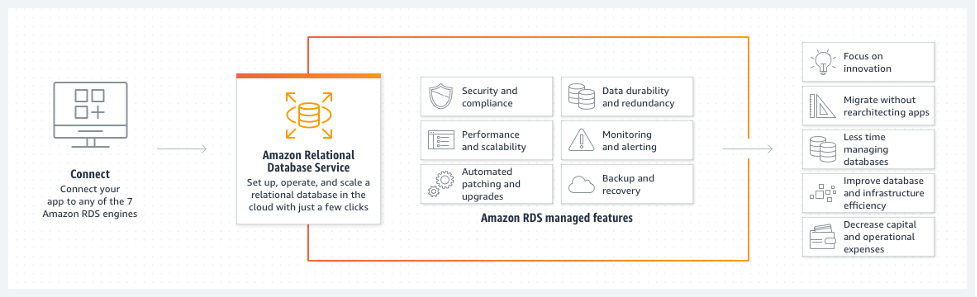 Connect
Connect your
app to any of the 7
Amazon RDS engines
Amazon Relational
Database Service
Set up, operate, and scale a
relational database in the
cloud with just a few clicks
Security and
compliance
Data durability
and redundancy
Performance
and scalability
Monitoring
and alerting
Automated
patching and
upgrades
Backup and
recovery
Amazon RDS managed features
Focus on
innovation
Migrate without
rearchitecting apps
Less time
managing
databases
Improve database
and infrastructure
efficiency
Decrease capital
and operational
expenses